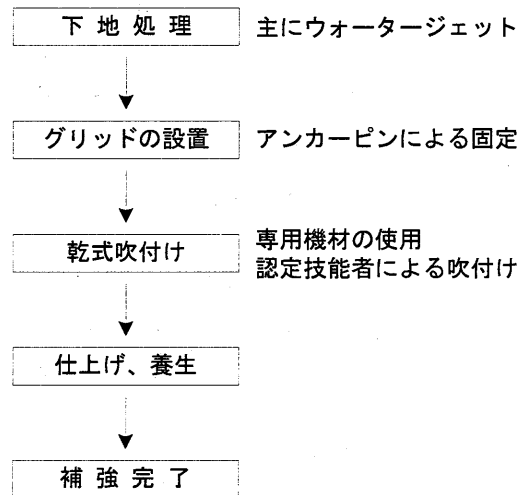 下地処理 主にウォータージェット
グリッドの設置 アンカーピンによる固定
乾式吹付け 専用機材の使用
認定技能者による吹付け
仕上げ、養生
補強完了